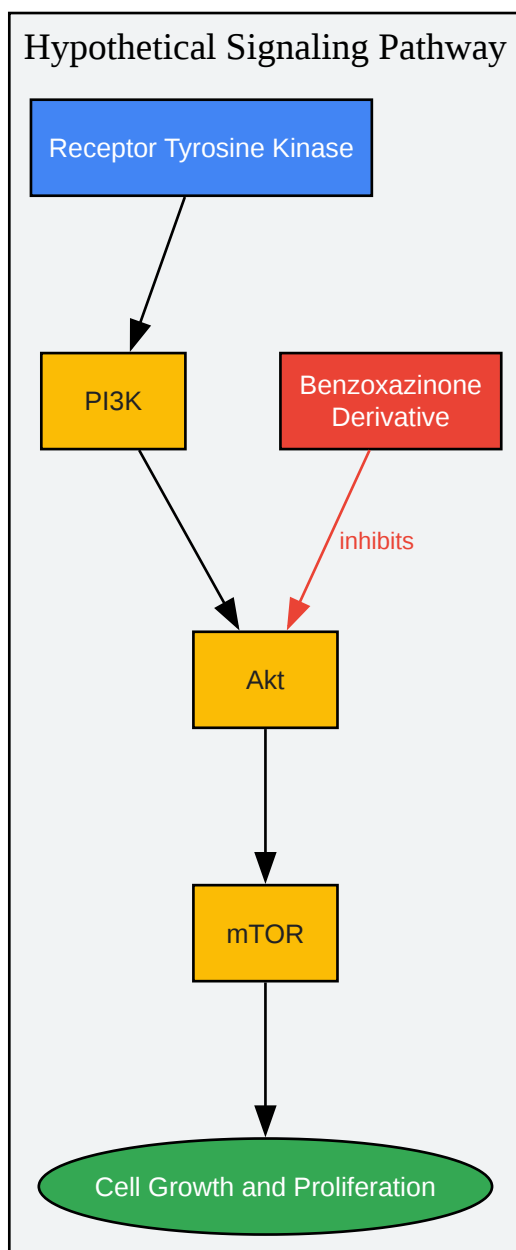 Hypothetical Signaling Pathway
Receptor Tyrosine Kinase
PI3K
Benzoxazinone
Derivative
inhibits
Akt
mTOR
Cell Growth and Proliferation